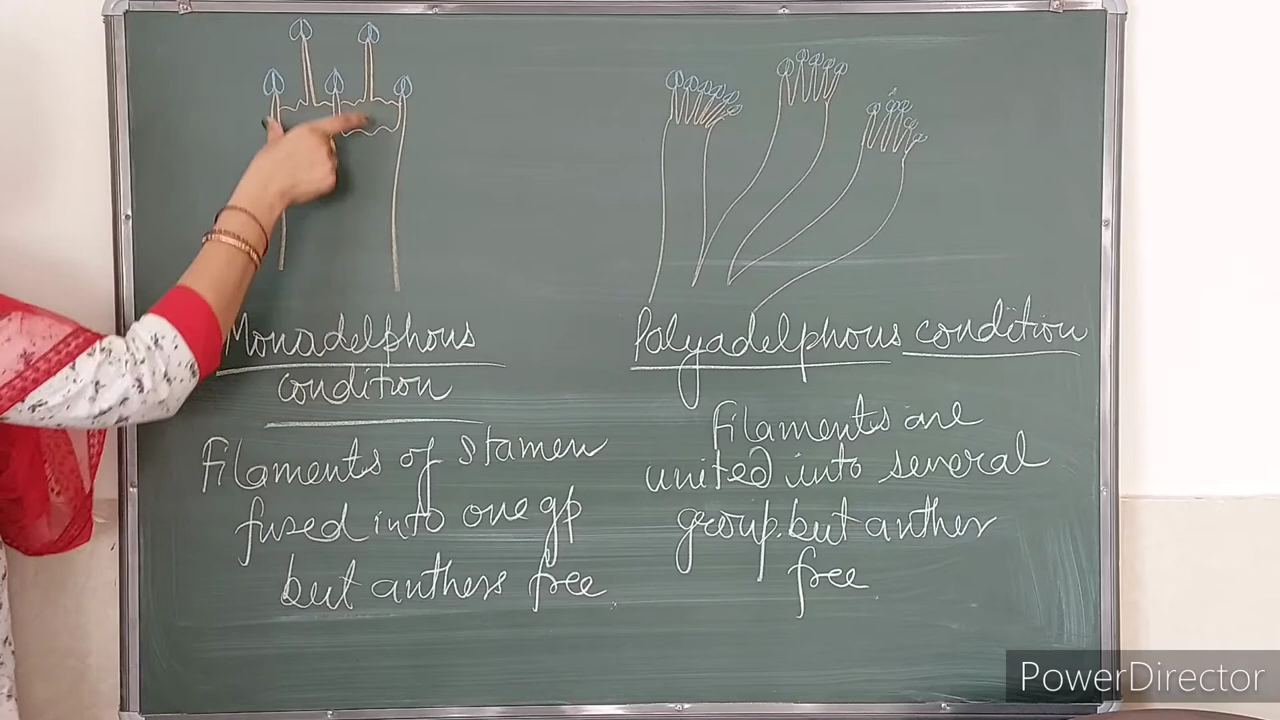 Monadelphous
condition
Filaments of stamen
fused into one gp
but anthers free
Polyadelphous condition
Filaments are
united into several
group. but anther
free.
PowerDirector